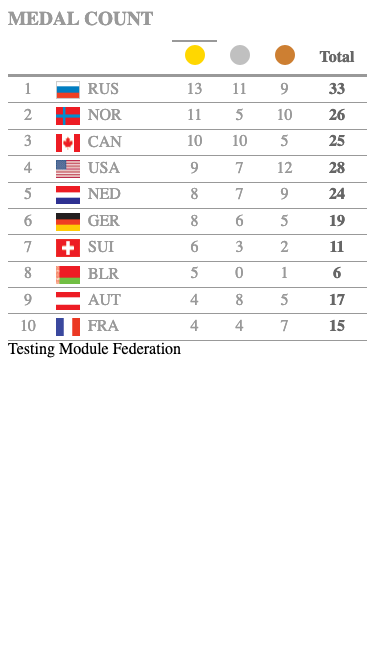 MEDAL COUNT
Total
1 RUS 13 11 9 33
2 NOR 11 5 10 26
3 CAN 10 10 5 25
4 USA 9 7 12 28
5 NED 8 7 9 24
6 GER 8 6 5 19
7 SUI 6 3 2 11
8 BLR 5 0 1 6
9 AUT 4 8 5 17
10 FRA 4 4 7 15
Testing Module Federation